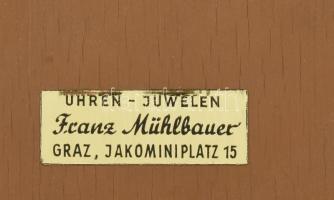 UHREN - JUWELEN
Franz Mühlbauer
GRAZ, JAKOMINIPLATZ 15